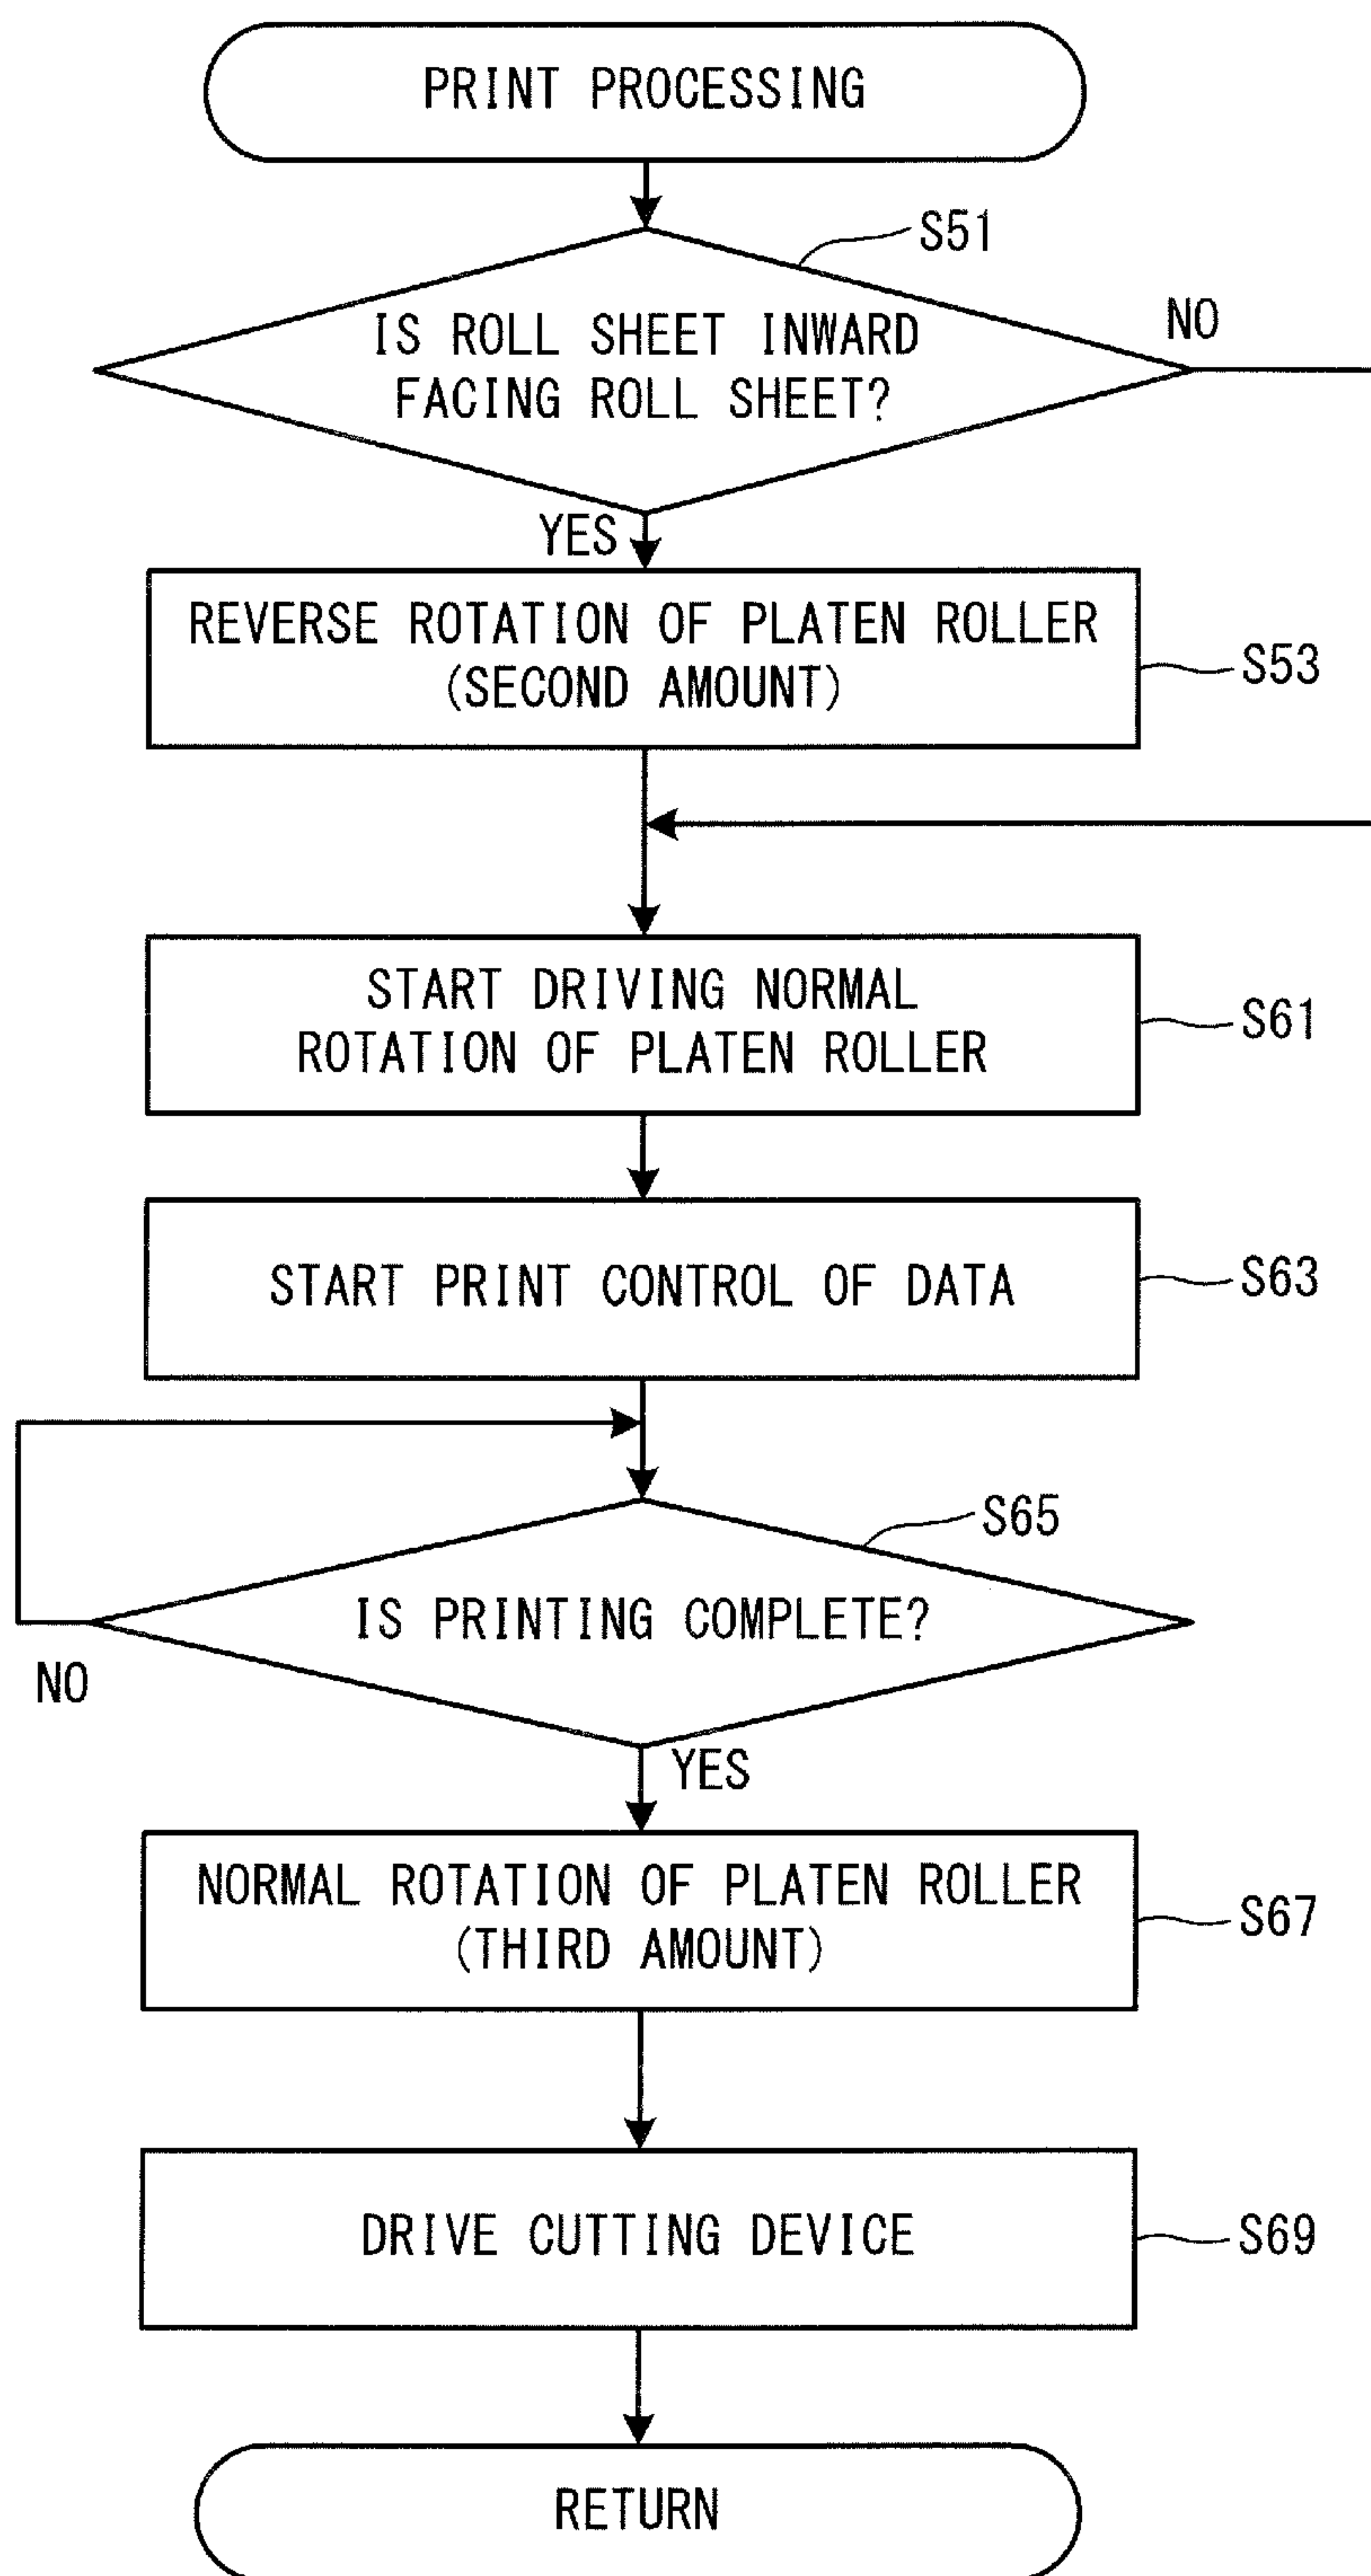 PRINT PROCESSING
S51
IS ROLL SHEET INWARD
FACING ROLL SHEET?
NO
YES
REVERSE ROTATION OF PLATEN ROLLER
(SECOND AMOUNT)
S53
START DRIVING NORMAL
ROTATION OF PLATEN ROLLER
S61
START PRINT CONTROL OF DATA
S63
S65
IS PRINTING COMPLETE?
NO
YES
NORMAL ROTATION OF PLATEN ROLLER
(THIRD AMOUNT)
S67
DRIVE CUTTING DEVICE
S69
RETURN